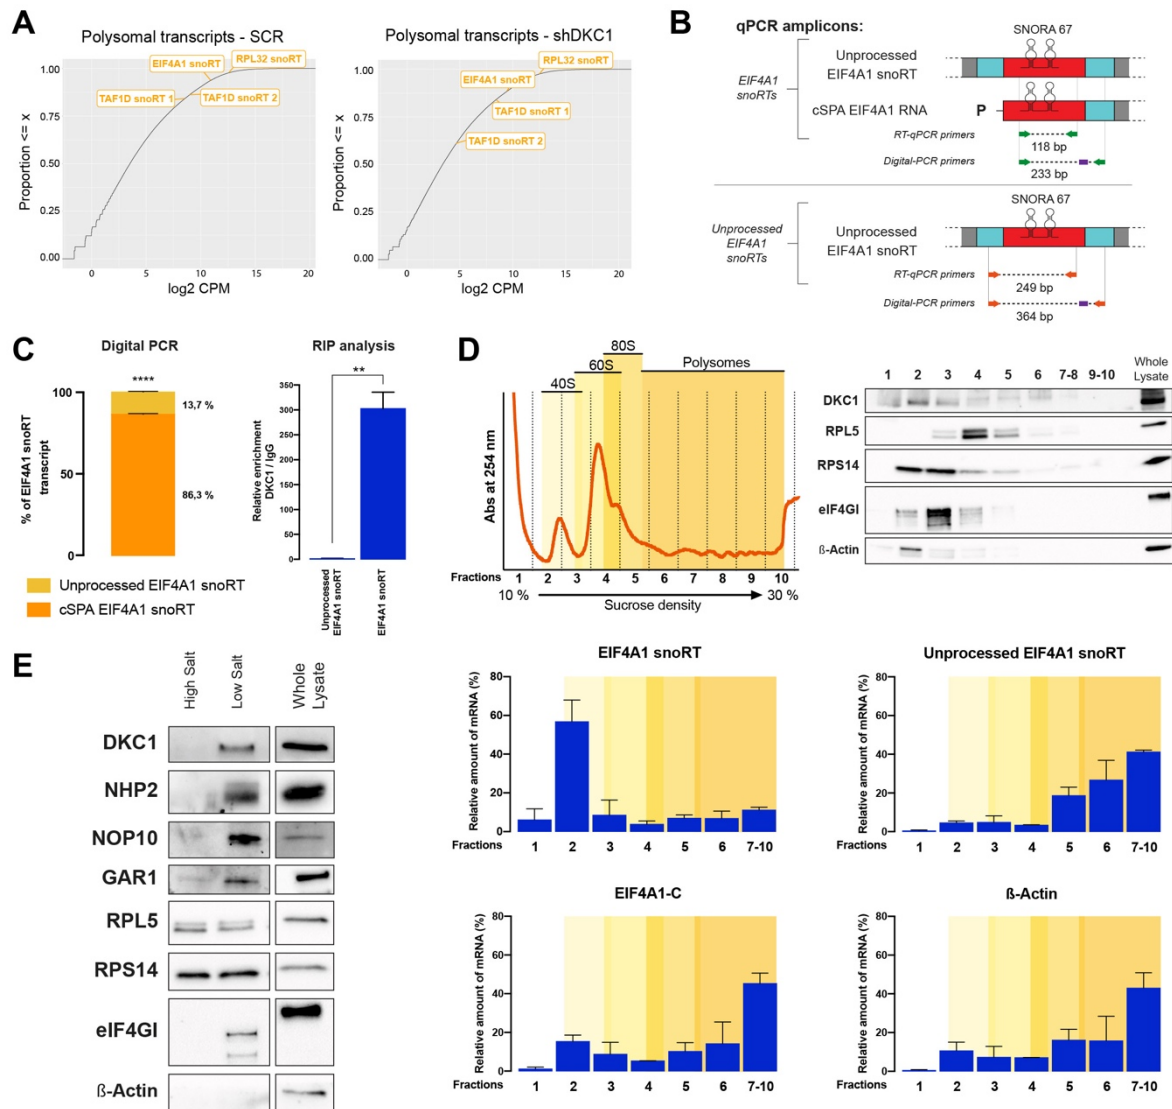 A
Polysomal transcripts - SCR
Proportion <= x
1.00
0.75
0.50
0.25
0.00
EIF4A1 snoRT
RPL32 snoRT
TAF1D snoRT 1
TAF1D snoRT 2
0 5 10 15 20
log2 CPM
Polysomal transcripts - shDKC1
Proportion <= x
1.00
0.75
0.50
0.25
0.00
RPL32 snoRT
EIF4A1 snoRT
TAF1D snoRT 1
TAF1D snoRT 2
0 5 10 15 20
log2 CPM
B
qPCR amplicons:
SNORA 67
EIF4A1
snoRTs
Unprocessed
EIF4A1 snoRT
cSPA EIF4A1 RNA
P
RT-qPCR primers
118 bp
Digital-PCR primers
233 bp
SNORA 67
Unprocessed
EIF4A1
snoRTs
Unprocessed
EIF4A1 snoRT
RT-qPCR primers
249 bp
Digital-PCR primers
364 bp
C
Digital PCR
% of EIF4A1 snoRT
transcript
100
50
0
****
13,7 %
86,3 %
Unprocessed EIF4A1 snoRT
cSPA EIF4A1 snoRT
RIP analysis
Relative enrichment
DKC1 / IgG
350
300
250
200
150
100
50
0
**
Unprocessed
EIF4A1 snoRT
EIF4A1 snoRT
D
Abs at 254 nm
40S
60S
80S
Polysomes
Fractions 1 2 3 4 5 6 7 8 9 10
10 % Sucrose density 30 %
1 2 3 4 5 6 7-8 9-10
Whole
Lysate
DKC1
RPL5
RPS14
eIF4GI
ß-Actin
EIF4A1 snoRT
Relative amount of mRNA (%)
80
60
40
20
0
Fractions 1 2 3 4 5 6 7-10
Unprocessed EIF4A1 snoRT
Relative amount of mRNA (%)
80
60
40
20
0
Fractions 1 2 3 4 5 6 7-10
EIF4A1-C
Relative amount of mRNA (%)
80
60
40
20
0
Fractions 1 2 3 4 5 6 7-10
ß-Actin
Relative amount of mRNA (%)
80
60
40
20
0
Fractions 1 2 3 4 5 6 7-10
E
High Salt
Low Salt
Whole
Lysate
DKC1
NHP2
NOP10
GAR1
RPL5
RPS14
eIF4GI
ß-Actin